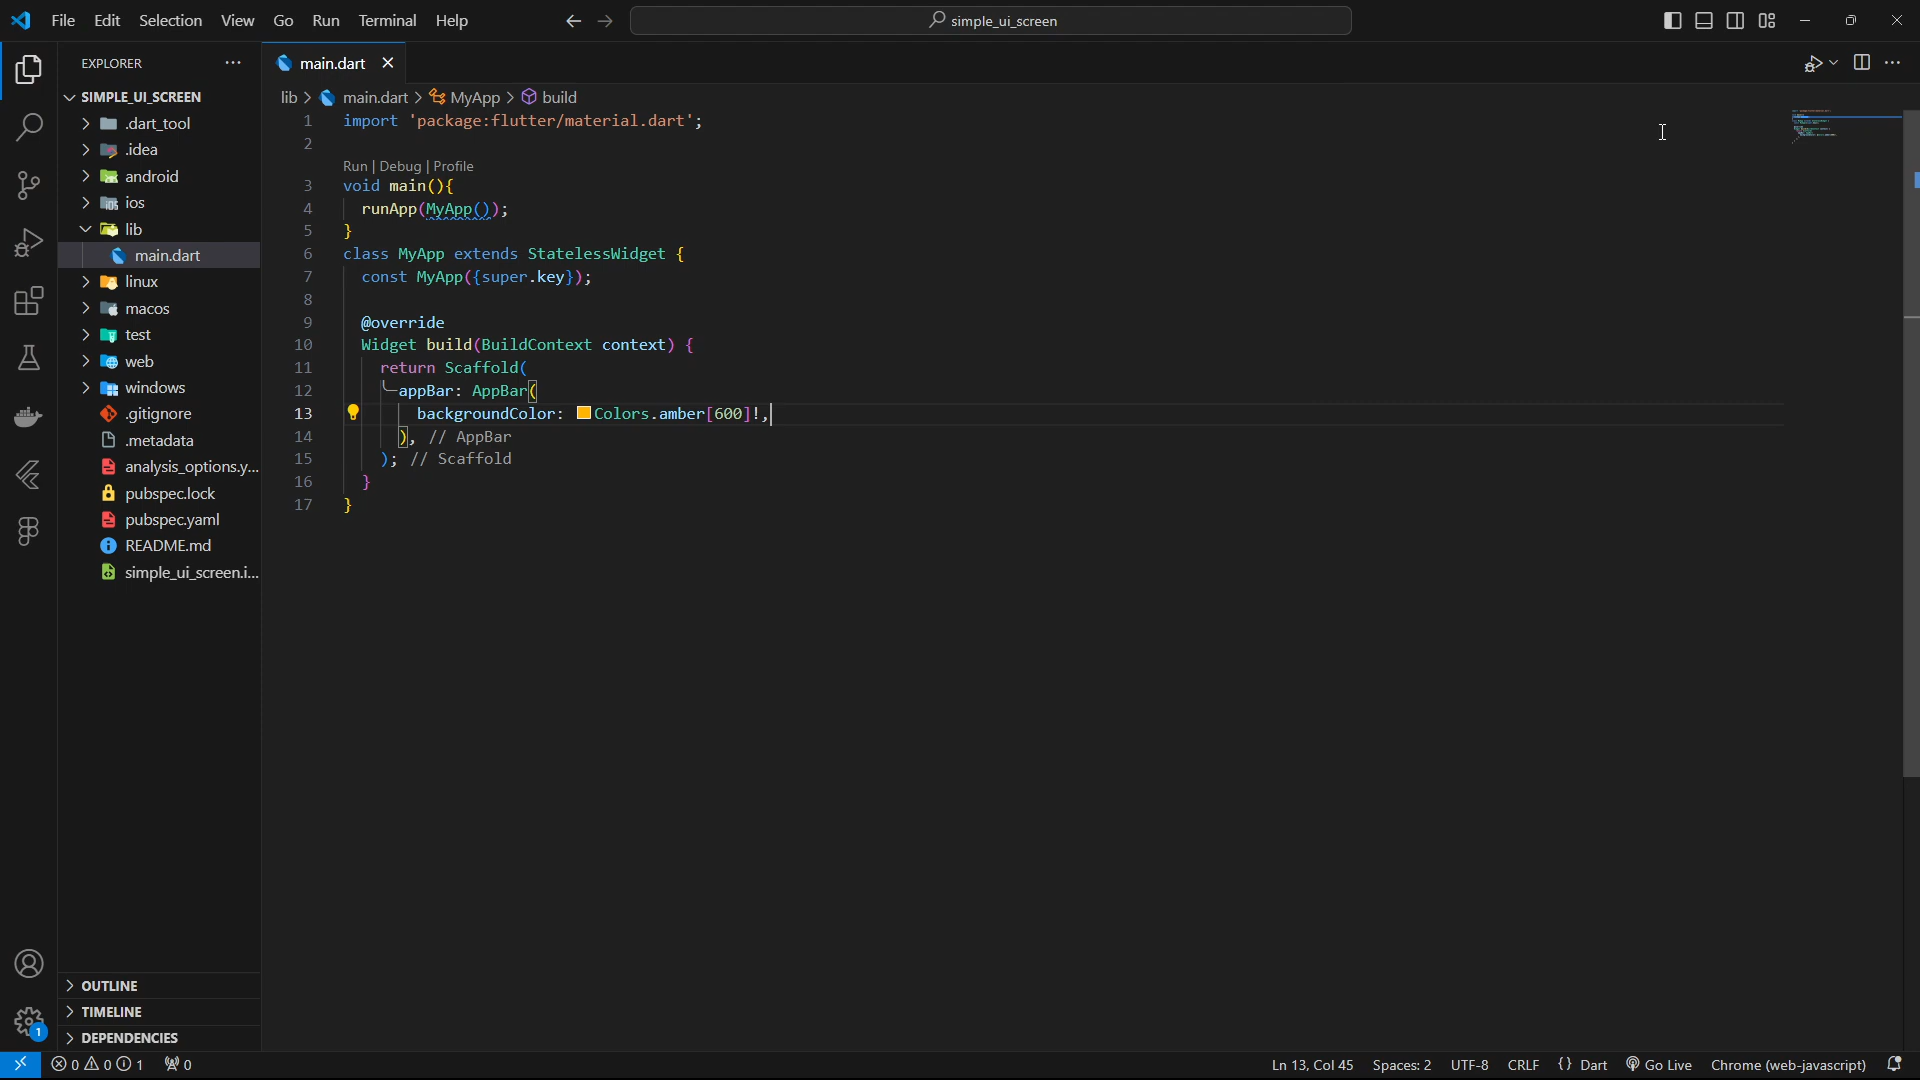 File Edit Selection View Go Run Terminal Help
simple_ui_screen
EXPLORER
SIMPLE_UI_SCREEN
.dart_tool
.idea
android
ios
lib
main.dart
linux
macos
test
web
windows
.gitignore
.metadata
analysis_options.y...
pubspec.lock
pubspec.yaml
README.md
simple_ui_screen.i...
OUTLINE
TIMELINE
DEPENDENCIES
main.dart
lib > main.dart > MyApp > build
1 import 'package:flutter/material.dart';
2
Run | Debug | Profile
3 void main(){
4 runApp(MyApp());
5 }
6 class MyApp extends StatelessWidget {
7 const MyApp({super.key});
8
9 @override
10 Widget build(BuildContext context) {
11 return Scaffold(
12 appBar: AppBar(
13 backgroundColor: Colors.amber[600]!,
14 ), // AppBar
15 ); // Scaffold
16 }
17 }
1
0 0 1 0
Ln 13, Col 45 Spaces: 2 UTF-8 CRLF {} Dart Go Live Chrome (web-javascript)